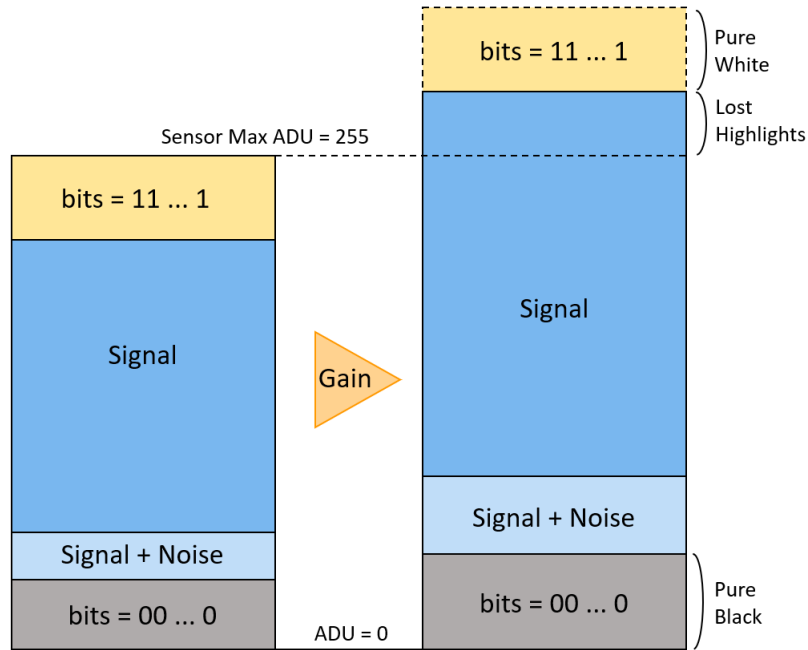 bits = 11 ... 1
Pure
White
Lost
Highlights
Sensor Max ADU = 255
bits = 11 ... 1
Signal
Signal
Gain
Signal + Noise
Signal + Noise
bits = 00 ... 0
bits = 00 ... 0
Pure
Black
ADU = 0